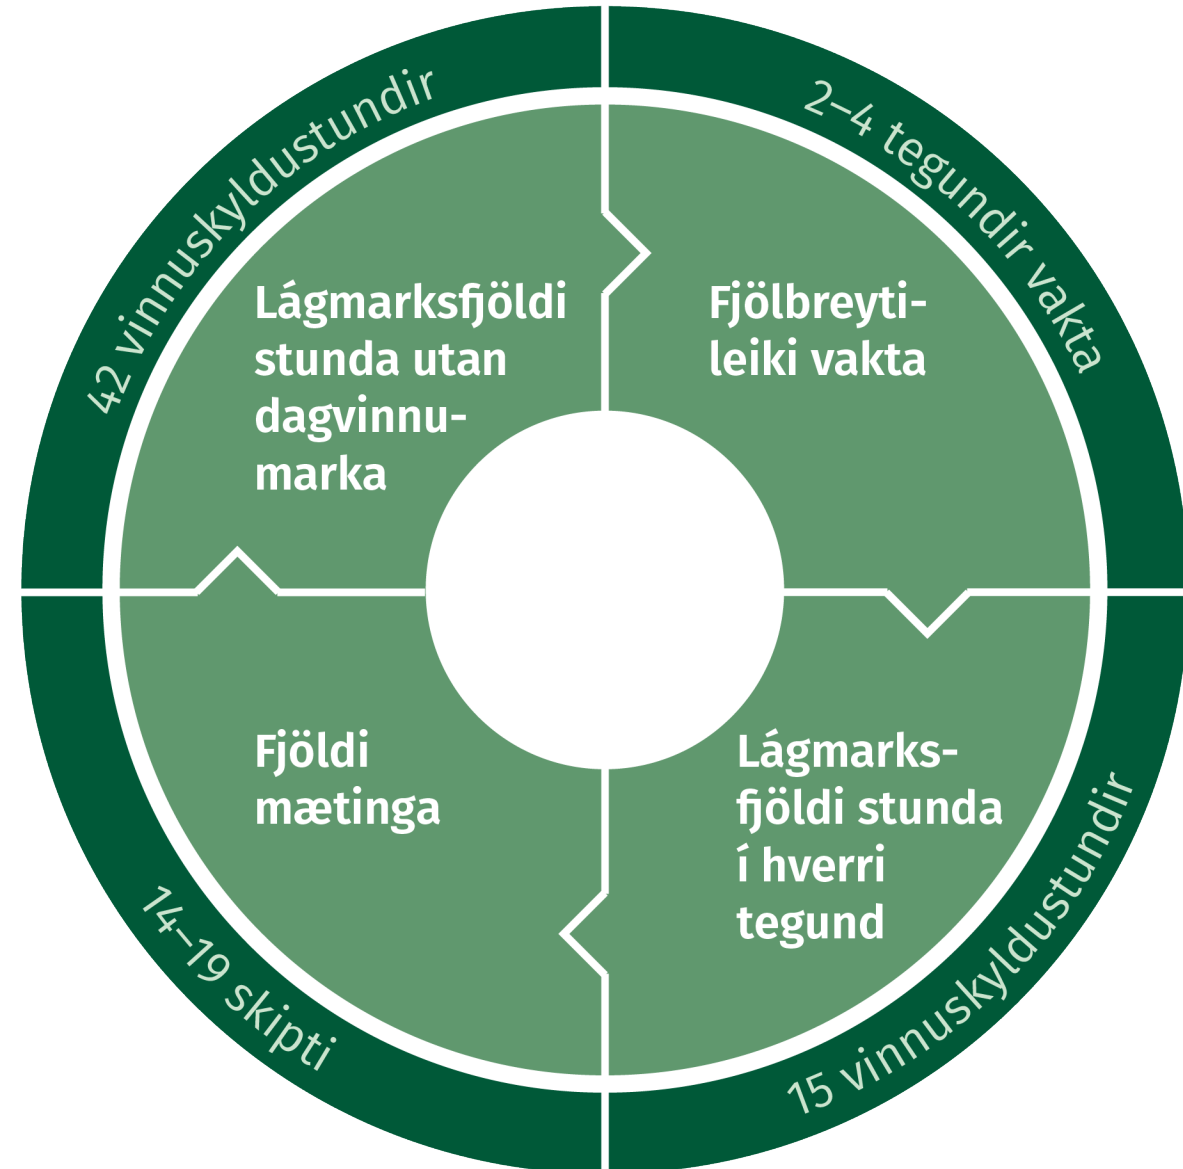 42 vinnuskyldustundir
Lágmarksfjöldi
stunda utan
dagvinnu-
marka
2–4 tegundir vakta
Fjölbreyti-
leiki vakta
Fjöldi
mætinga
14–19 skipti
Lágmarks-
fjöldi stunda
í hverri
tegund
15 vinnuskyldustundir